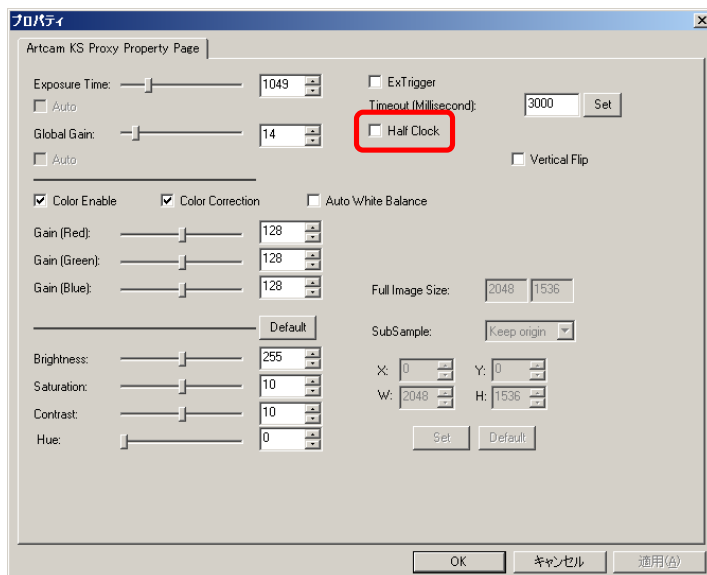 プロパティ
Artcam KS Proxy Property Page
Exposure Time: 1049
Auto
Global Gain: 14
Auto
ExTrigger
Timeout (Millisecond): 3000 Set
Half Clock
Vertical Flip
Color Enable Color Correction Auto White Balance
Gain (Red): 128
Gain (Green): 128
Gain (Blue): 128
Default
Brightness: 255
Saturation: 10
Contrast: 10
Hue: 0
Full Image Size: 2048 1536
SubSample: Keep origin
X: 0 Y: 0
W: 2048 H: 1536
Set Default
OK キャンセル 適用(A)